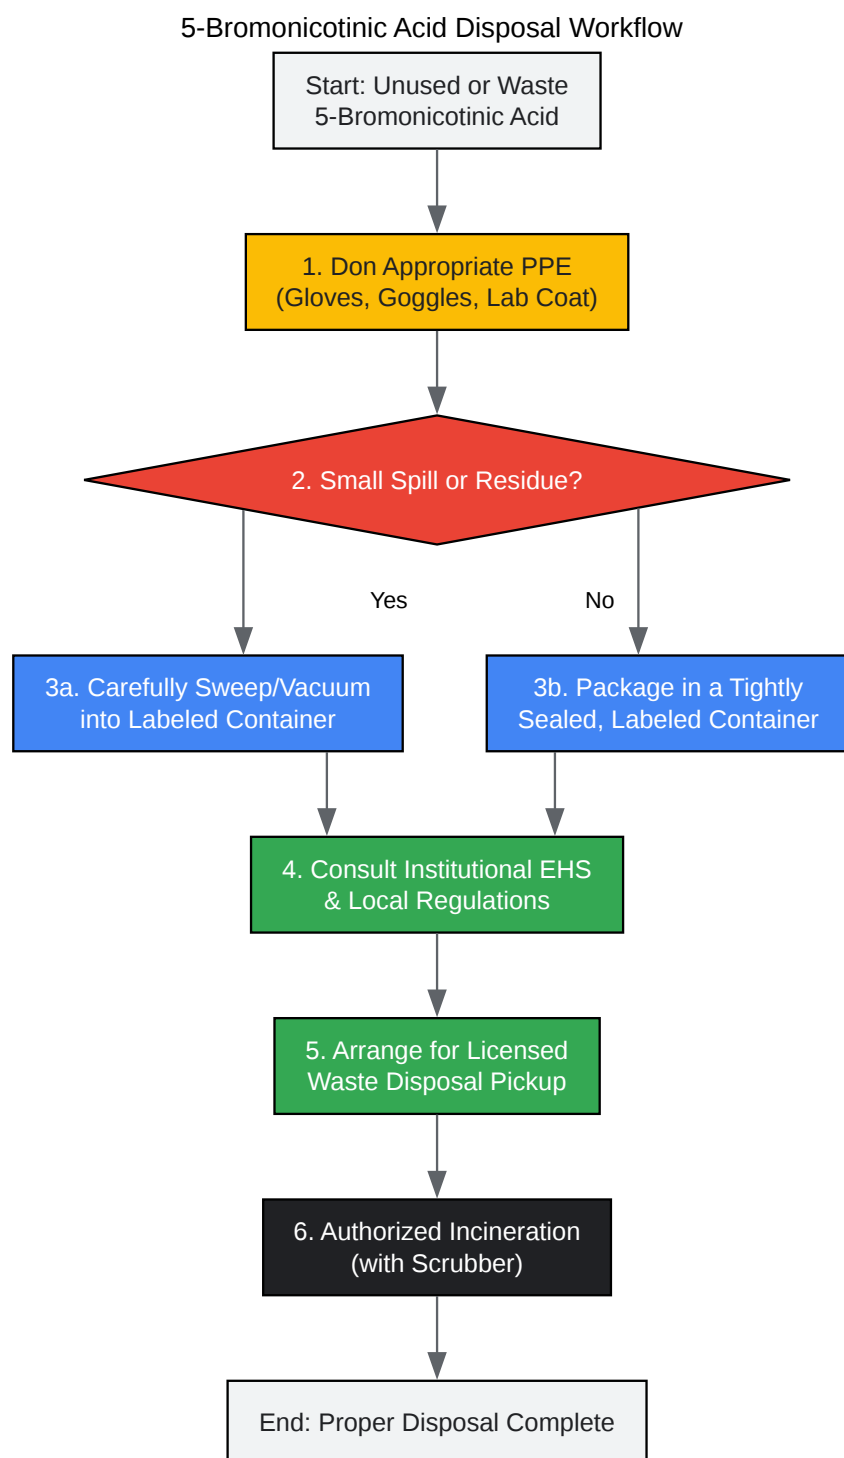 5-Bromonicotinic Acid Disposal Workflow
Start: Unused or Waste
5-Bromonicotinic Acid
1. Don Appropriate PPE
(Gloves, Goggles, Lab Coat)
2. Small Spill or Residue?
Yes
No
3a. Carefully Sweep/Vacuum
into Labeled Container
3b. Package in a Tightly
Sealed, Labeled Container
4. Consult Institutional EHS
& Local Regulations
5. Arrange for Licensed
Waste Disposal Pickup
6. Authorized Incineration
(with Scrubber)
End: Proper Disposal Complete